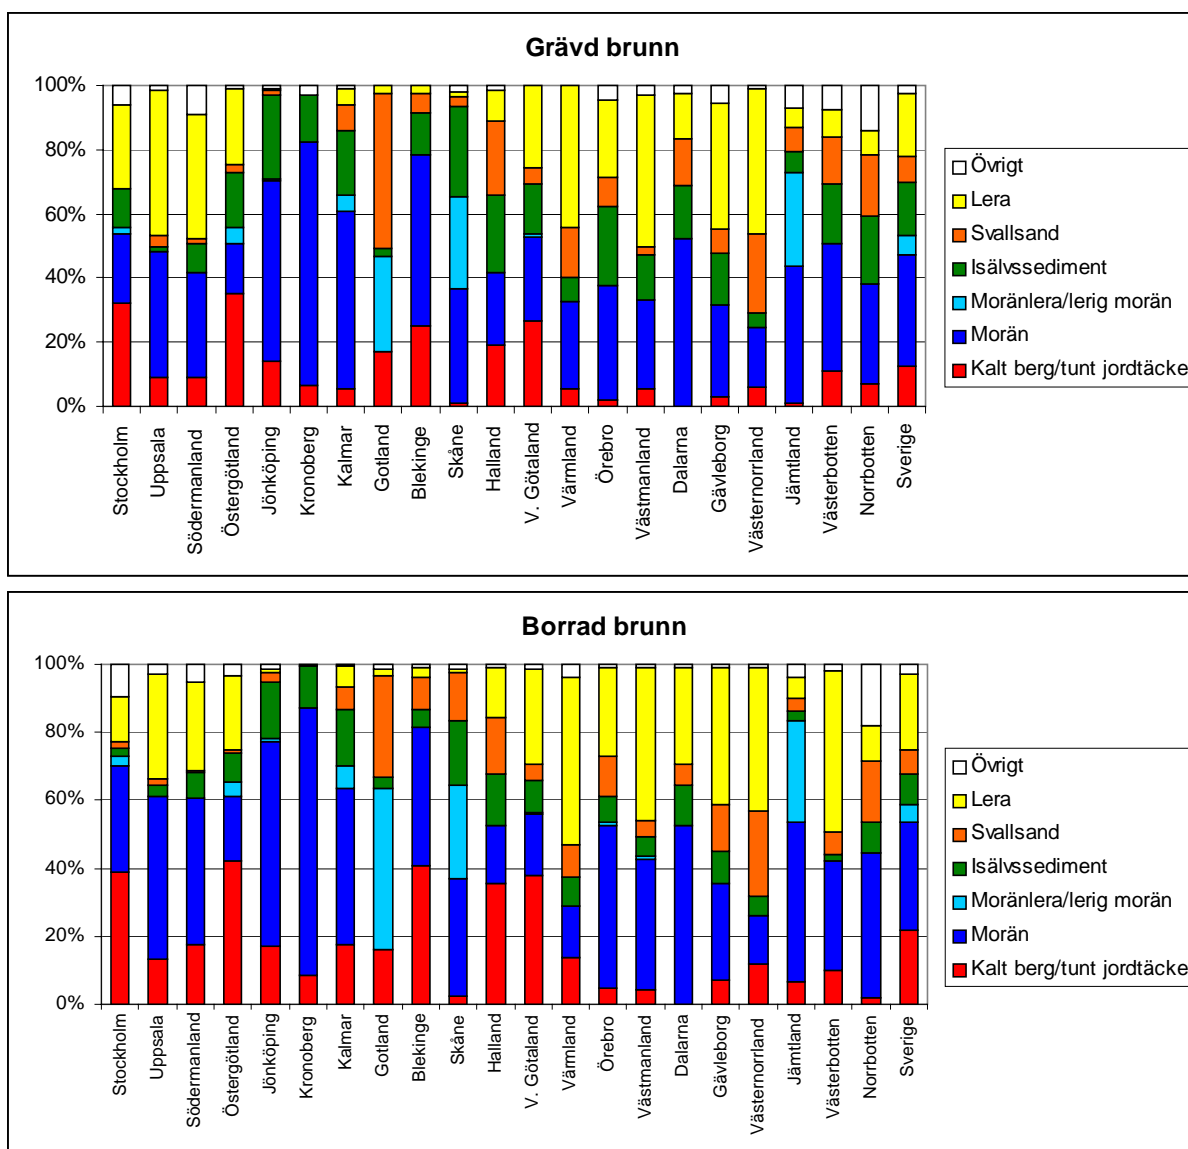 Grävd brunn
100%
80%
60%
40%
20%
0%
Stockholm
Uppsala
Södermanland
Östergötland
Jönköping
Kronoberg
Kalmar
Gotland
Blekinge
Skåne
Halland
V. Götaland
Värmland
Örebro
Västmanland
Dalarna
Gävleborg
Västernorrland
Jämtland
Västerbotten
Norrbotten
Sverige
Övrigt
Lera
Svallsand
Isälvssediment
Moränlera/lerig morän
Morän
Kalt berg/tunt jordtäcke
Borrad brunn
100%
80%
60%
40%
20%
0%
Stockholm
Uppsala
Södermanland
Östergötland
Jönköping
Kronoberg
Kalmar
Gotland
Blekinge
Skåne
Halland
V. Götaland
Värmland
Örebro
Västmanland
Dalarna
Gävleborg
Västernorrland
Jämtland
Västerbotten
Norrbotten
Sverige
Övrigt
Lera
Svallsand
Isälvssediment
Moränlera/lerig morän
Morän
Kalt berg/tunt jordtäcke